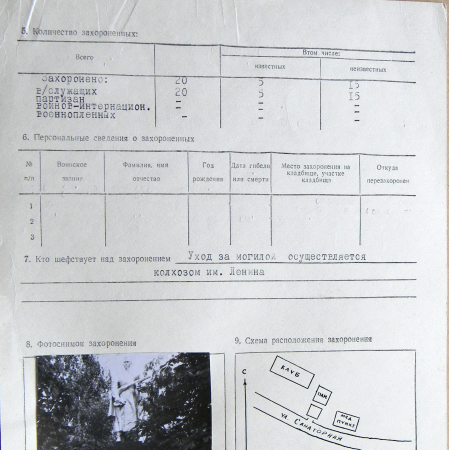 5. Количество захороненных:
Всего
В том числе:
известных
неизвестных
Захоронено: 20 5 15
в/служащих 20 5 15
партизан – – –
воинов-интернацион. – – –
военнопленных – – –
6. Персональные сведения о захороненных
№ п/п
Воинское звание
Фамилия, имя отчество
Год рождения
Дата гибели или смерти
Место захоронения на кладбище, участке кладбища
Откуда перезахоронен
1
2
3
7. Кто шефствует над захоронением Уход за могилой осуществляется
колхозом им. Ленина
8. Фотоснимок захоронения
9. Схема расположения захоронения
КЛУБ
С
ПАМ
МЕД
ПУНКТ
ул САНАТОРНАЯ